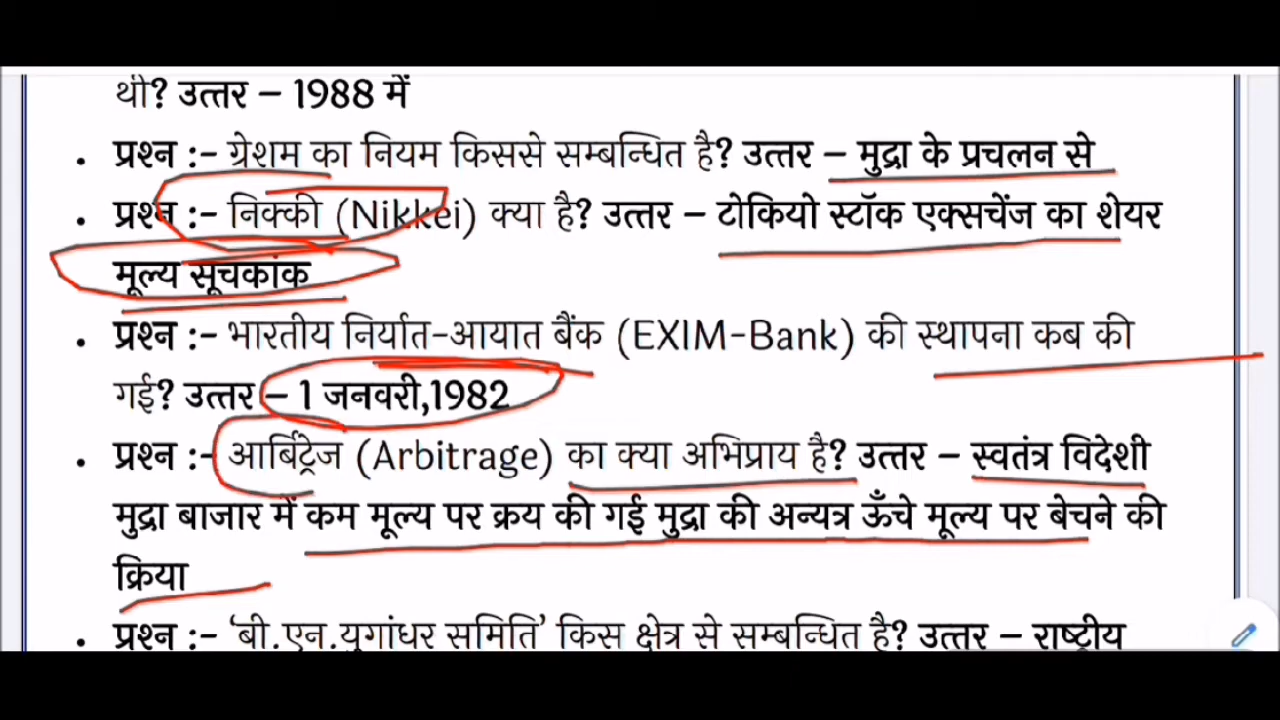 थी? उत्तर – 1988 में
• प्रश्न :- ग्रेशम का नियम किससे सम्बन्धित है? उत्तर – मुद्रा के प्रचलन से
• प्रश्न :- निक्की (Nikkei) क्या है? उत्तर – टोकियो स्टॉक एक्सचेंज का शेयर
मूल्य सूचकांक
• प्रश्न :- भारतीय निर्यात-आयात बैंक (EXIM-Bank) की स्थापना कब की
गई? उत्तर – 1 जनवरी,1982
• प्रश्न :- आर्बिट्रेज (Arbitrage) का क्या अभिप्राय है? उत्तर – स्वतंत्र विदेशी
मुद्रा बाजार में कम मूल्य पर क्रय की गई मुद्रा की अन्यत्र ऊँचे मूल्य पर बेचने की
क्रिया
• प्रश्न :- ‘बी.एन.युगांधर समिति’ किस क्षेत्र से सम्बन्धित है? उत्तर – राष्ट्रीय